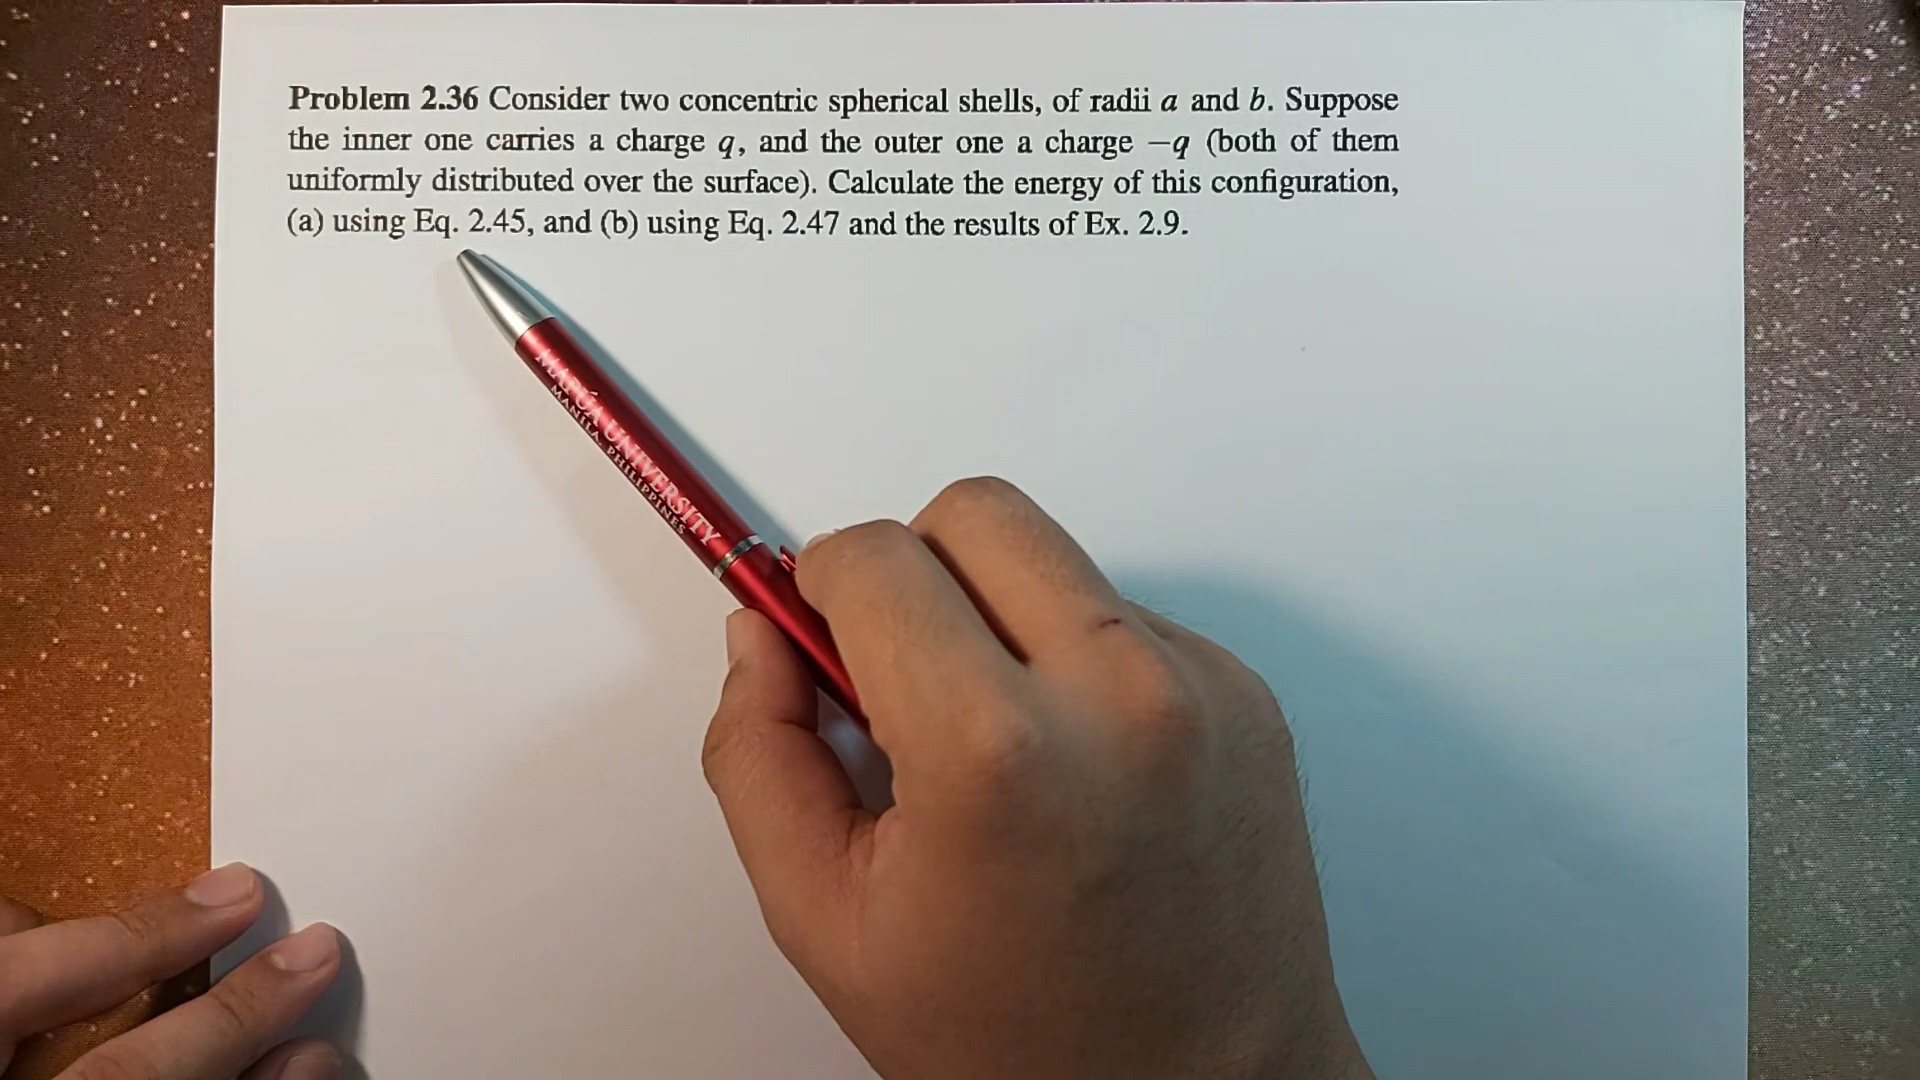 Problem 2.36 Consider two concentric spherical shells, of radii a and b. Suppose
the inner one carries a charge q, and the outer one a charge −q (both of them
uniformly distributed over the surface). Calculate the energy of this configuration,
(a) using Eq. 2.45, and (b) using Eq. 2.47 and the results of Ex. 2.9.
MAPÚA UNIVERSITY
MANILA, PHILIPPINES